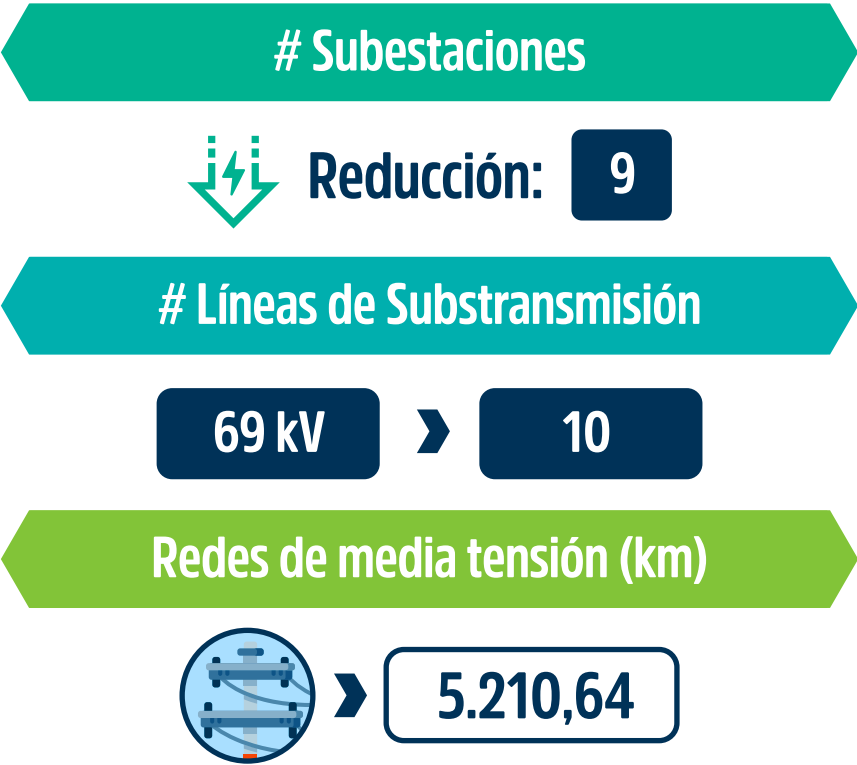 # Subestaciones
Reducción: 9
# Líneas de Substransmisión
69 kV 10
Redes de media tensión (km)
5.210,64